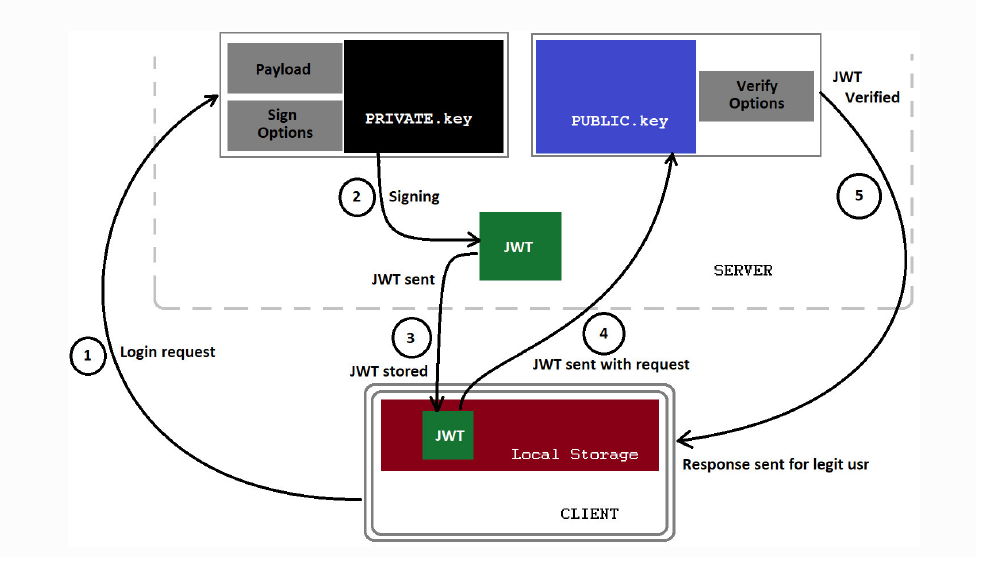 Payload
Sign
Options
PRIVATE.key
PUBLIC.key
Verify
Options
JWT
Verified
2
Signing
5
JWT
SERVER
JWT sent
3
4
1
Login request
JWT stored
JWT sent with request
JWT
Local Storage
Response sent for legit usr
CLIENT